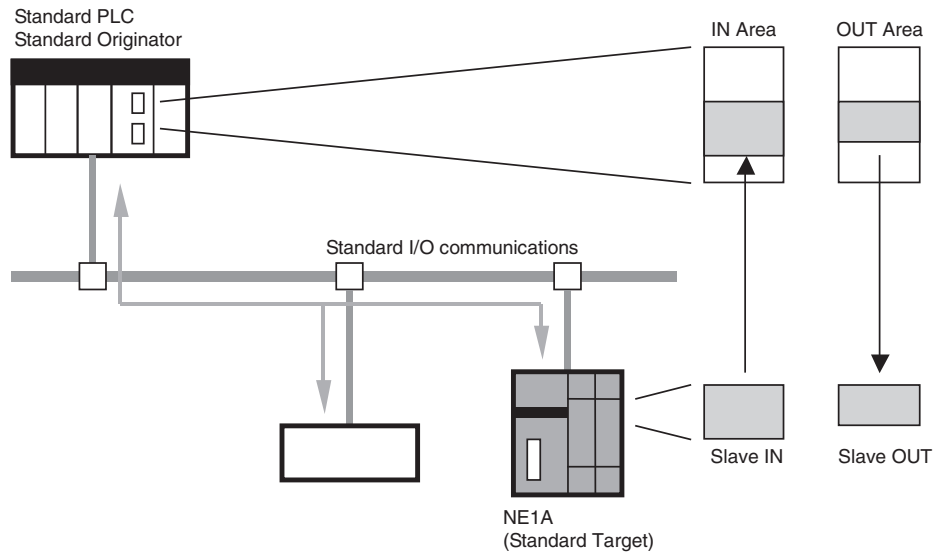 Standard PLC
Standard Originator
IN Area
OUT Area
Standard I/O communications
Slave IN
Slave OUT
NE1A
(Standard Target)